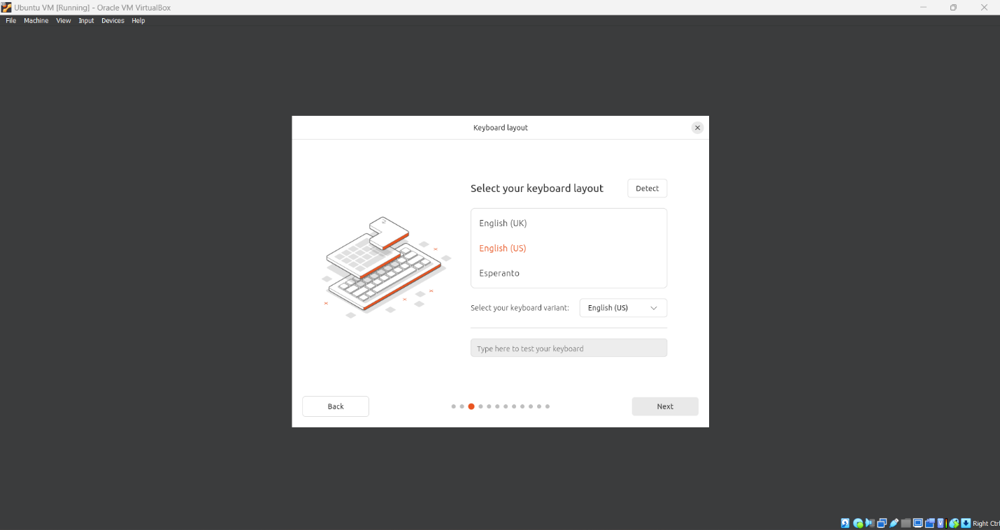 Ubuntu VM [Running] - Oracle VM VirtualBox
File Machine View Input Devices Help
Keyboard layout
Select your keyboard layout
Detect
English (UK)
English (US)
Esperanto
Select your keyboard variant:
English (US)
Type here to test your keyboard
Back
Next
Right Ctrl